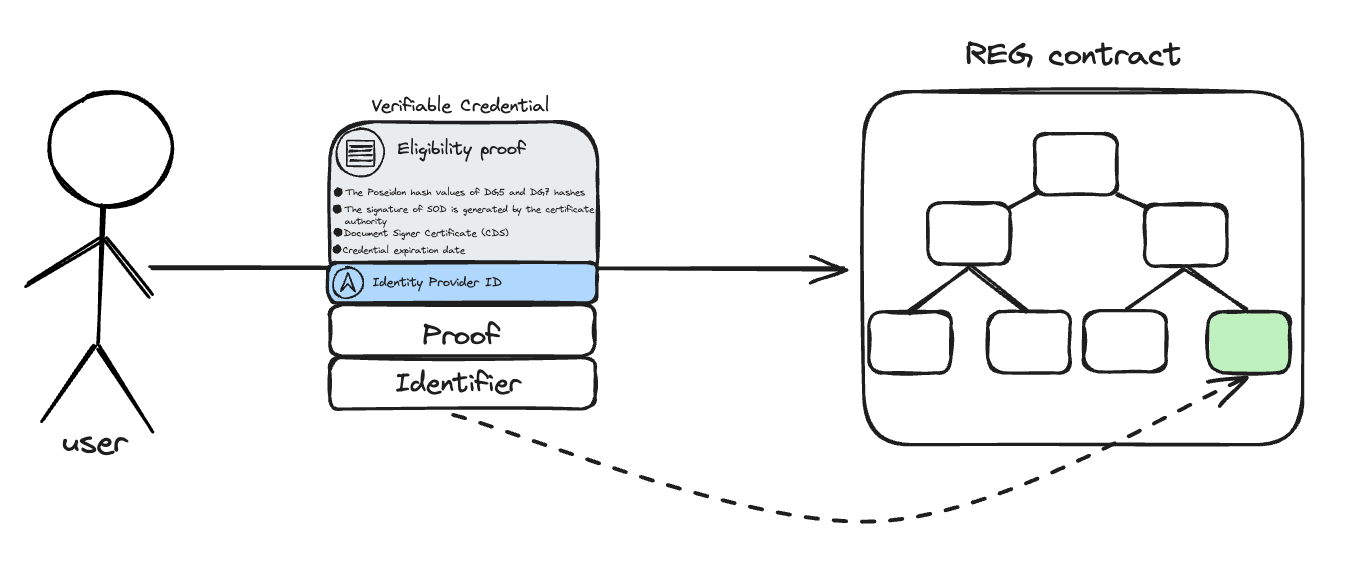 REG contract
Verifiable Credential
Eligibility proof
The Poseidon hash values of DG5 and DG7 hashes
The signature of SOD is generated by the certificate
authority
Document Signer Certificate (CDS)
Credential expiration date
Identity Provider ID
Proof
Identifier
user